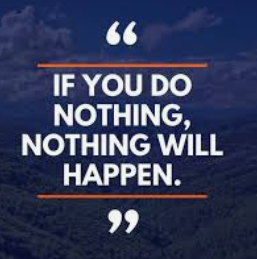 “
IF YOU DO
NOTHING,
NOTHING WILL
HAPPEN.
”